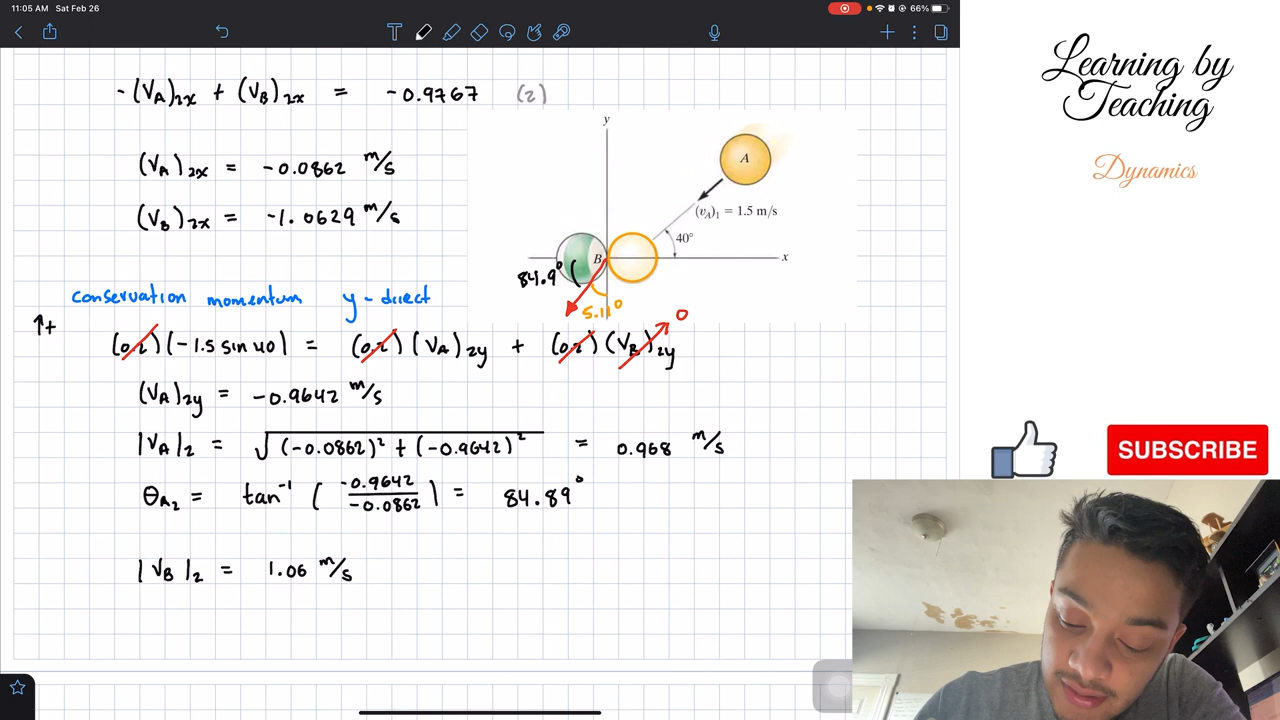 11:05 AM Sat Feb 26
66%
-(VA)2x + (VB)2x = -0.9767 (2)
(VA)2x = -0.0862 m/s
(VB)2x = -1.0629 m/s
y
A
(vA)1 = 1.5 m/s
40°
x
B
84.9°
5.11°
conservation momentum y-direct
↑+
(0.2)(-1.5 sin 40) = (0.2)(VA)2y + (0.2)(VB)2y 0
(VA)2y = -0.9642 m/s
|VA|2 = √(-0.0862)² + (-0.9642)² = 0.968 m/s
θA2 = tan⁻¹ (-0.9642/-0.0862) = 84.89°
|VB|2 = 1.06 m/s
Learning by
Teaching
Dynamics
SUBSCRIBE